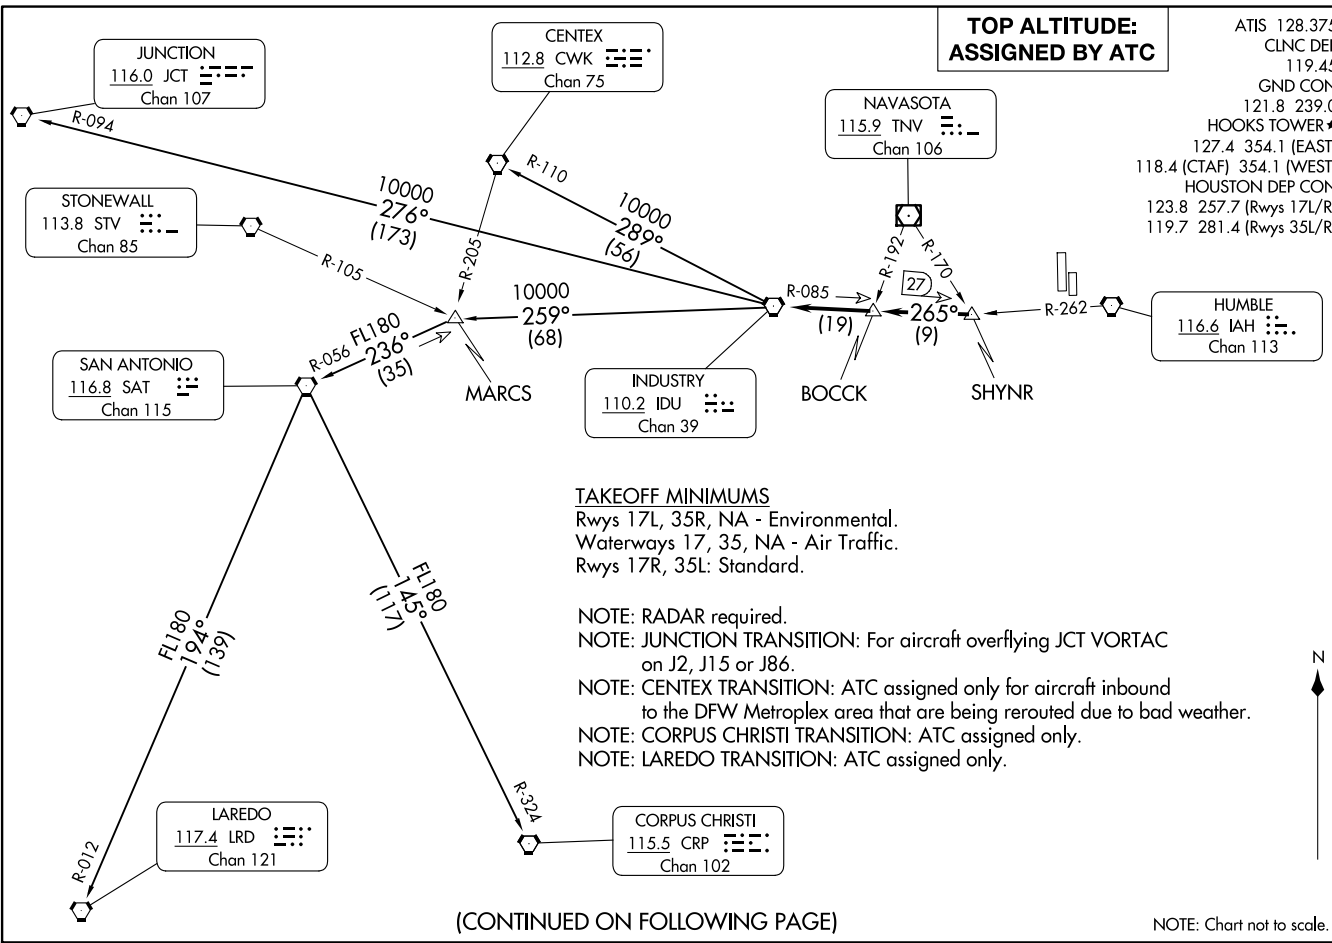 TOP ALTITUDE:
ASSIGNED BY ATC
ATIS 128.375
CLNC DEL
119.45
GND CON
121.8 239.0
HOOKS TOWER★
127.4 354.1 (EAST
118.4 (CTAF) 354.1 (WEST
HOUSTON DEP CON
123.8 257.7 (Rwys 17L/R
119.7 281.4 (Rwys 35L/R
JUNCTION
116.0 JCT
Chan 107
CENTEX
112.8 CWK
Chan 75
NAVASOTA
115.9 TNV
Chan 106
STONEWALL
113.8 STV
Chan 85
SAN ANTONIO
116.8 SAT
Chan 115
INDUSTRY
110.2 IDU
Chan 39
HUMBLE
116.6 IAH
Chan 113
R-094
R-110
10000
276°
(173)
10000
289°
(56)
R-205
R-105
R-192
R-170
27
R-085
(19)
265°
(9)
R-262
10000
259°
(68)
FL180
R-056
236°
(35)
MARCS
BOCCK
SHYNR
TAKEOFF MINIMUMS
Rwys 17L, 35R, NA - Environmental.
Waterways 17, 35, NA - Air Traffic.
Rwys 17R, 35L: Standard.
NOTE: RADAR required.
NOTE: JUNCTION TRANSITION: For aircraft overflying JCT VORTAC
on J2, J15 or J86.
NOTE: CENTEX TRANSITION: ATC assigned only for aircraft inbound
to the DFW Metroplex area that are being rerouted due to bad weather.
NOTE: CORPUS CHRISTI TRANSITION: ATC assigned only.
NOTE: LAREDO TRANSITION: ATC assigned only.
FL180
194°
(139)
FL180
145°
(117)
R-012
R-324
LAREDO
117.4 LRD
Chan 121
CORPUS CHRISTI
115.5 CRP
Chan 102
N
(CONTINUED ON FOLLOWING PAGE)
NOTE: Chart not to scale.